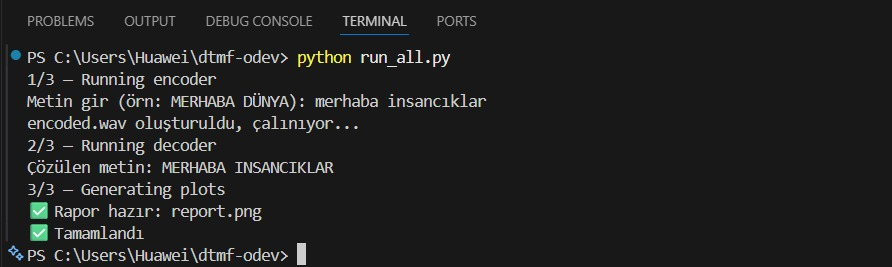 PROBLEMS OUTPUT DEBUG CONSOLE TERMINAL PORTS
PS C:\Users\Huawei\dtmf-odev> python run_all.py
1/3 — Running encoder
Metin gir (örn: MERHABA DÜNYA): merhaba insancıklar
encoded.wav oluşturuldu, çalınıyor...
2/3 — Running decoder
Çözülen metin: MERHABA INSANCIKLAR
3/3 — Generating plots
✅ Rapor hazır: report.png
✅ Tamamlandı
PS C:\Users\Huawei\dtmf-odev>